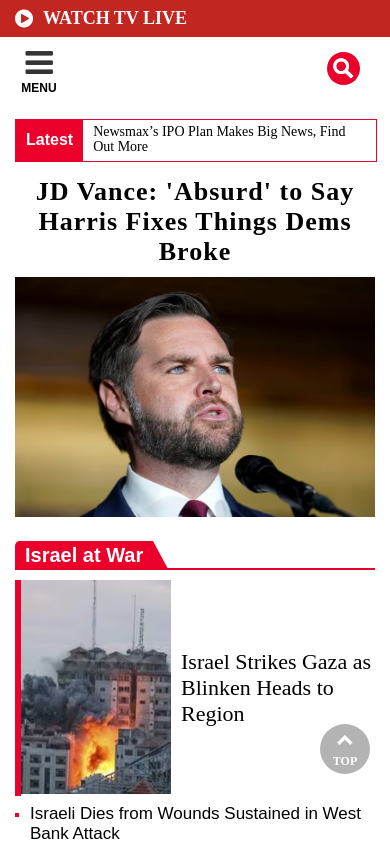 WATCH TV LIVE
MENU
Latest
Newsmax’s IPO Plan Makes Big News, Find
Out More
JD Vance: 'Absurd' to Say
Harris Fixes Things Dems
Broke
Israel at War
Israel Strikes Gaza as
Blinken Heads to
Region
TOP
Israeli Dies from Wounds Sustained in West
Bank Attack